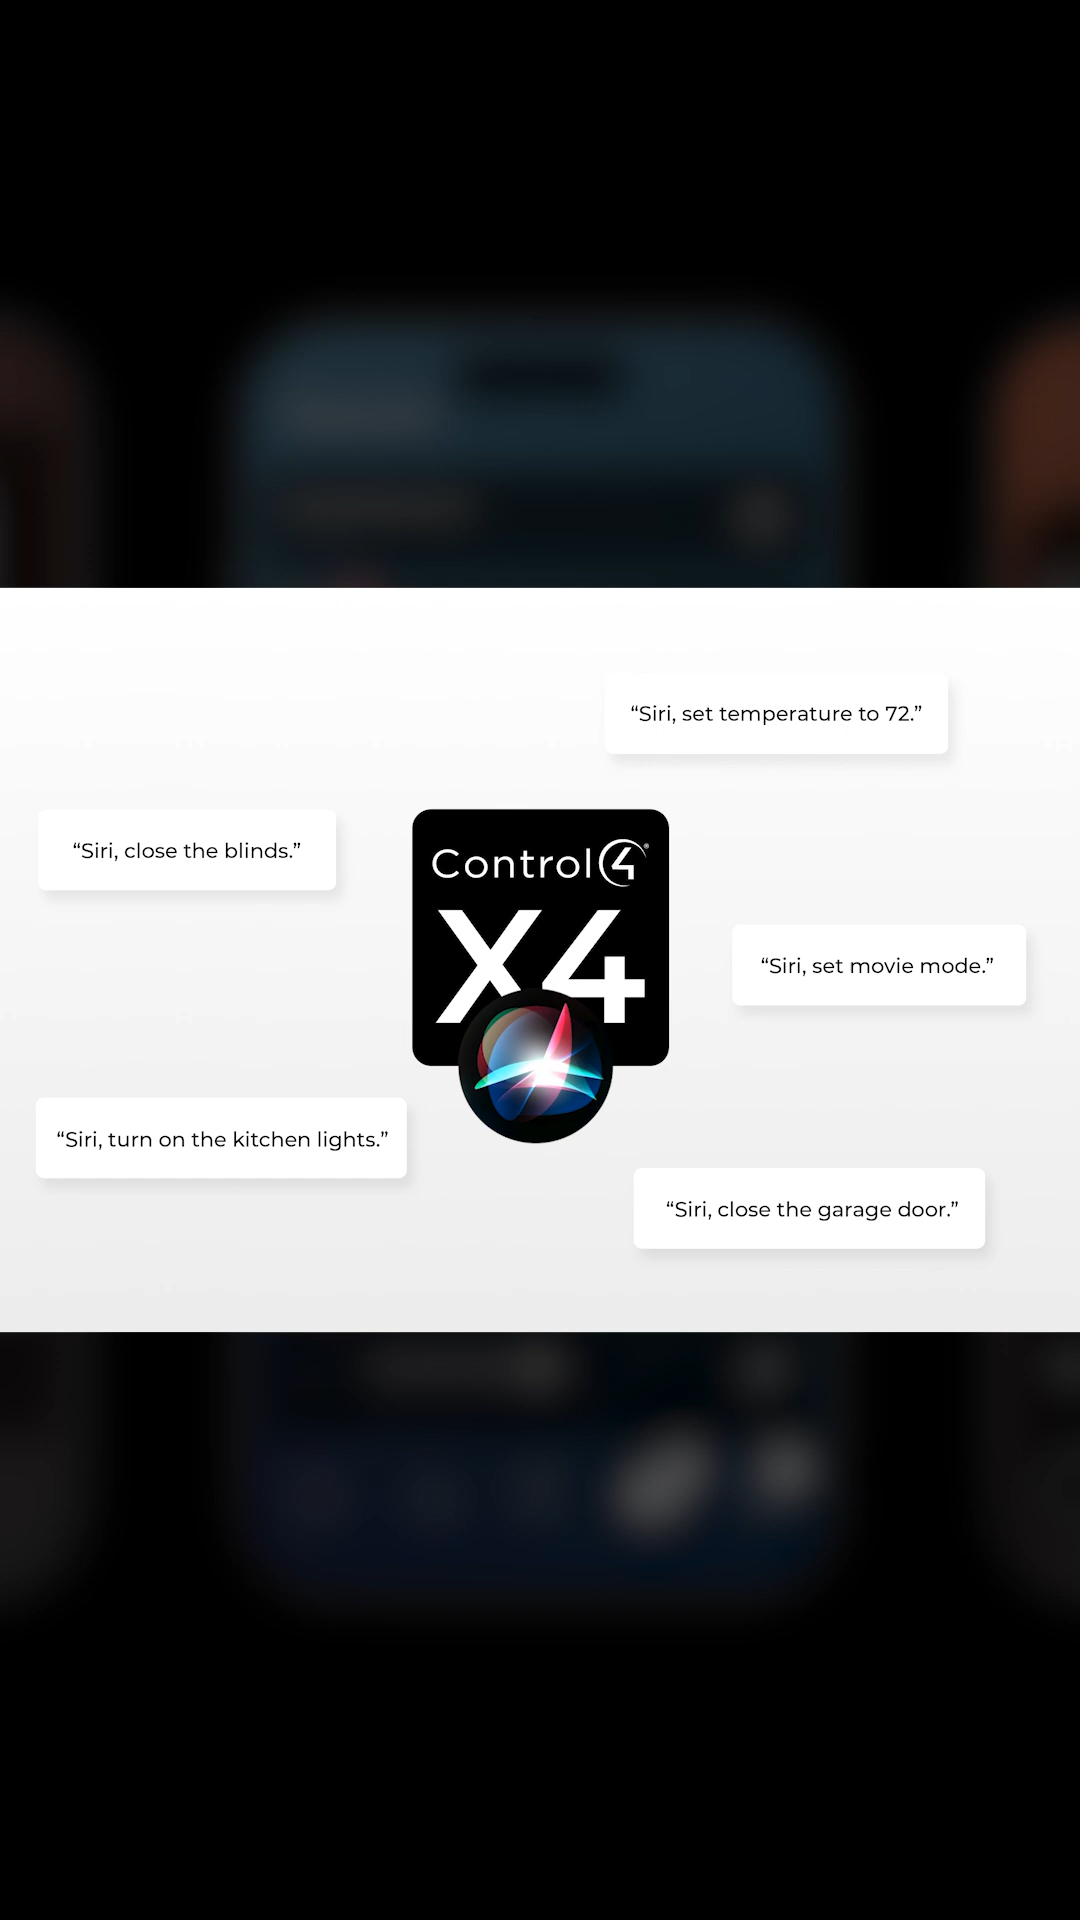 “Siri, set temperature to 72.”
“Siri, close the blinds.”
Control4®
X4
“Siri, set movie mode.”
“Siri, turn on the kitchen lights.”
“Siri, close the garage door.”